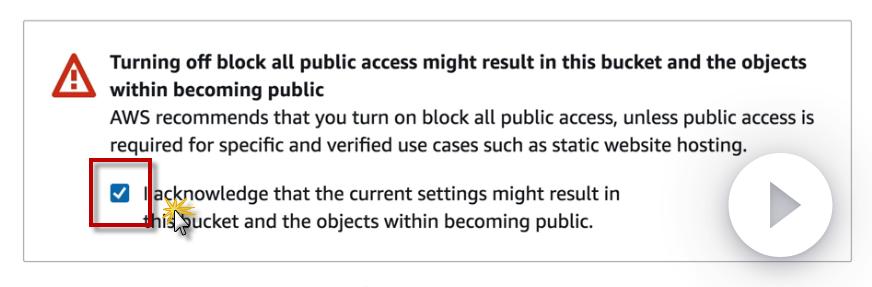 Turning off block all public access might result in this bucket and the objects
within becoming public
AWS recommends that you turn on block all public access, unless public access is
required for specific and verified use cases such as static website hosting.
I acknowledge that the current settings might result in
this bucket and the objects within becoming public.